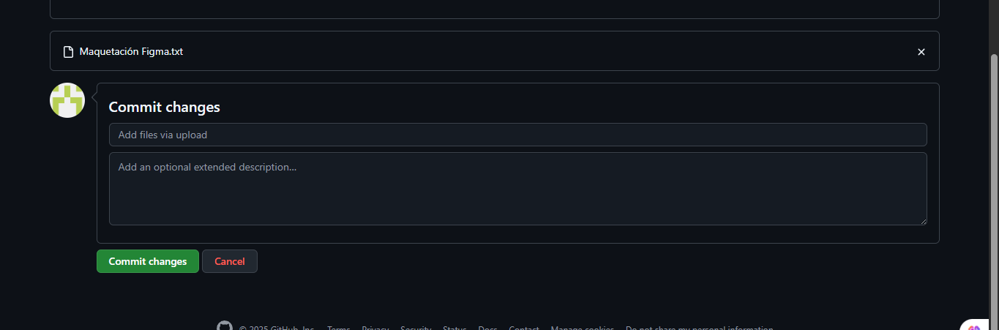 Maquetación Figma.txt
Commit changes
Add files via upload
Add an optional extended description...
Commit changes Cancel
© 2025 GitHub, Inc. Terms Privacy Security Status Docs Contact Manage cookies Do not share my personal information